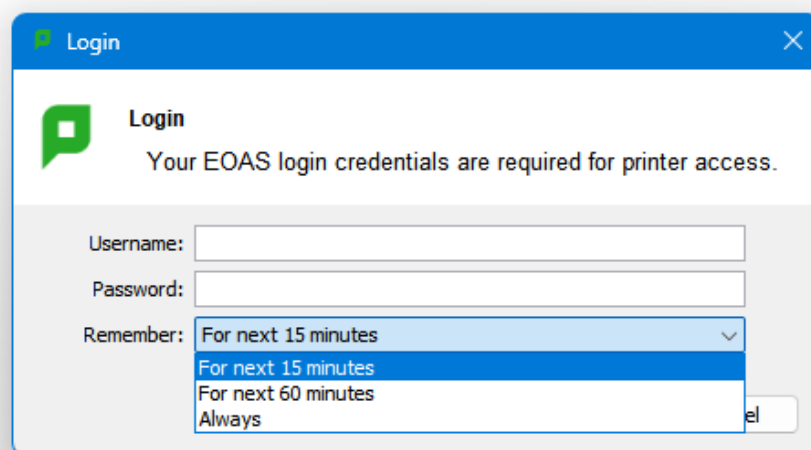 Login
Login
Your EOAS login credentials are required for printer access.
Username:
Password:
Remember: For next 15 minutes
For next 15 minutes
For next 60 minutes
Always
el